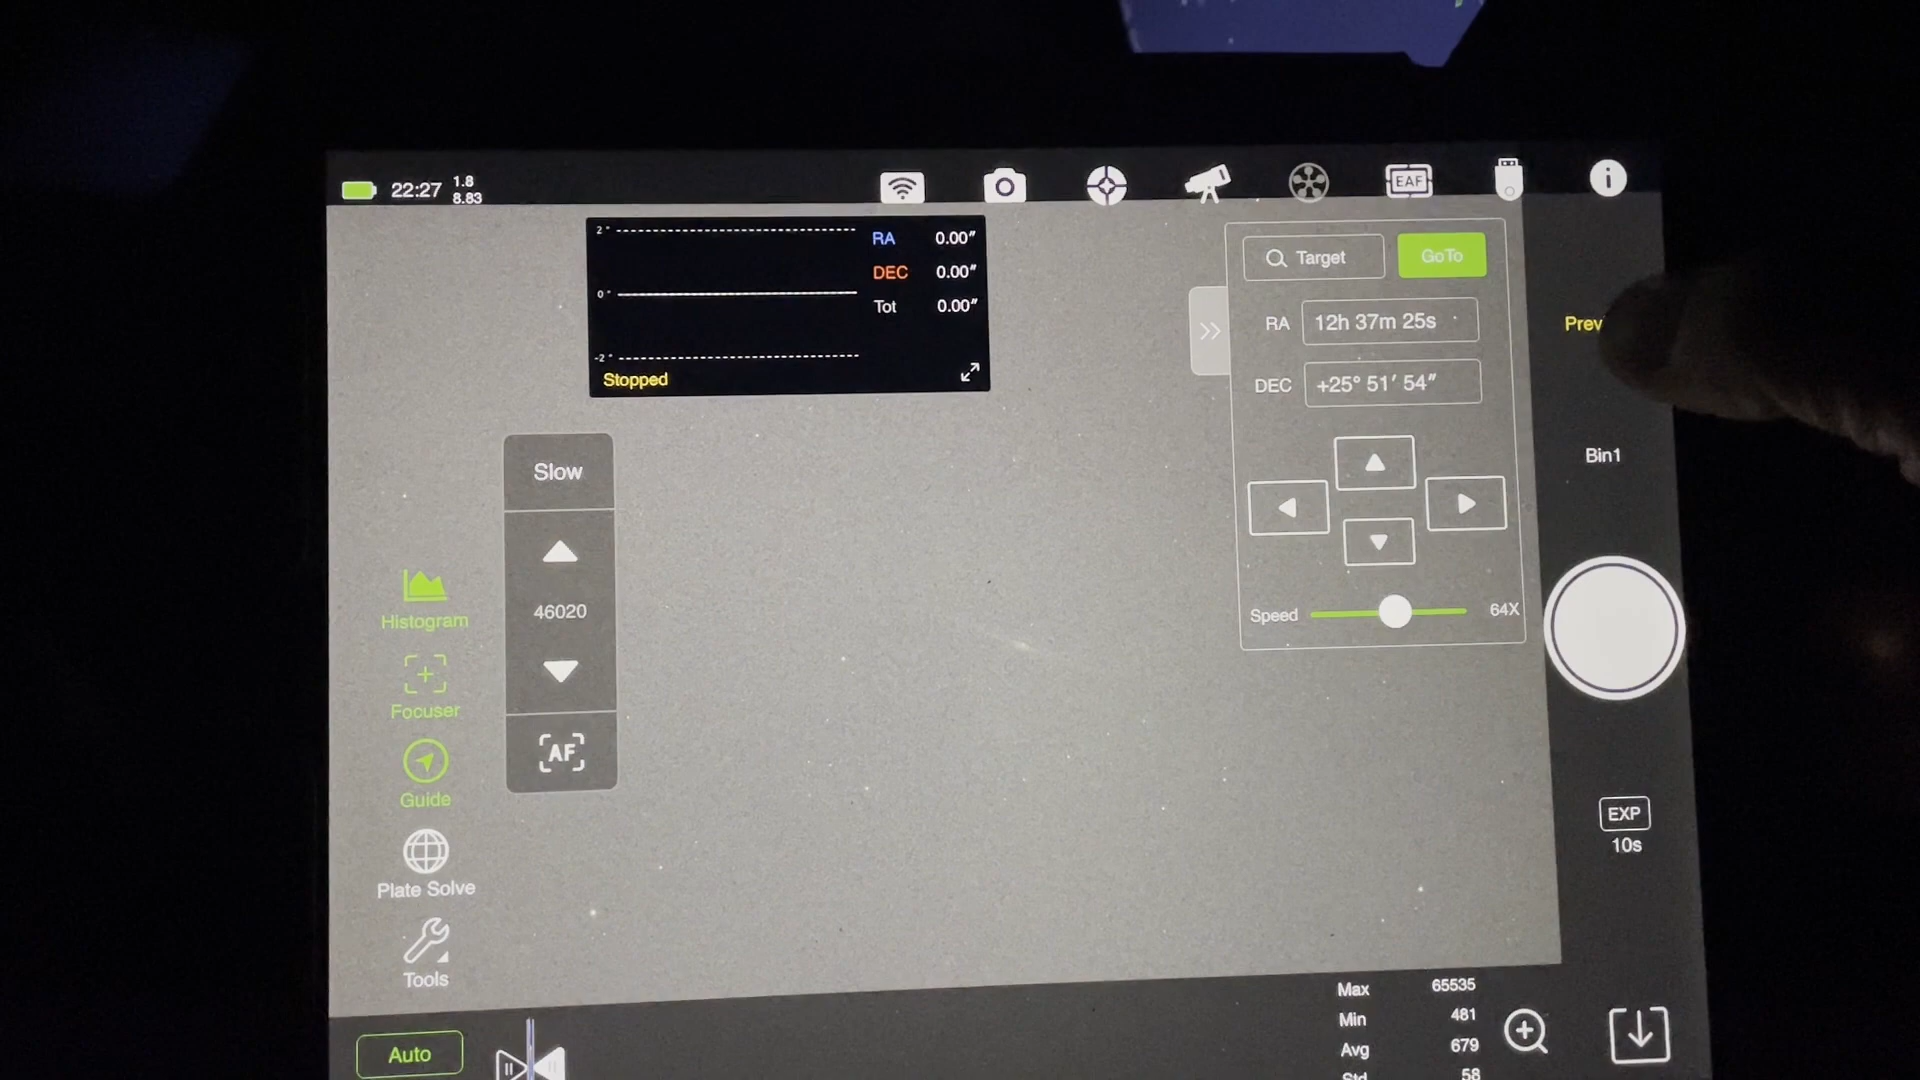 22:27
1.8
8.83
EAF
i
2"
0"
-2"
RA 0.00"
DEC 0.00"
Tot 0.00"
Stopped
Target
GoTo
RA 12h 37m 25s
DEC +25° 51′ 54″
Speed 64X
Prev
Bin1
EXP
10s
Slow
46020
AF
Histogram
Focuser
Guide
Plate Solve
Tools
Auto
Max 65535
Min 481
Avg 679
Std 58